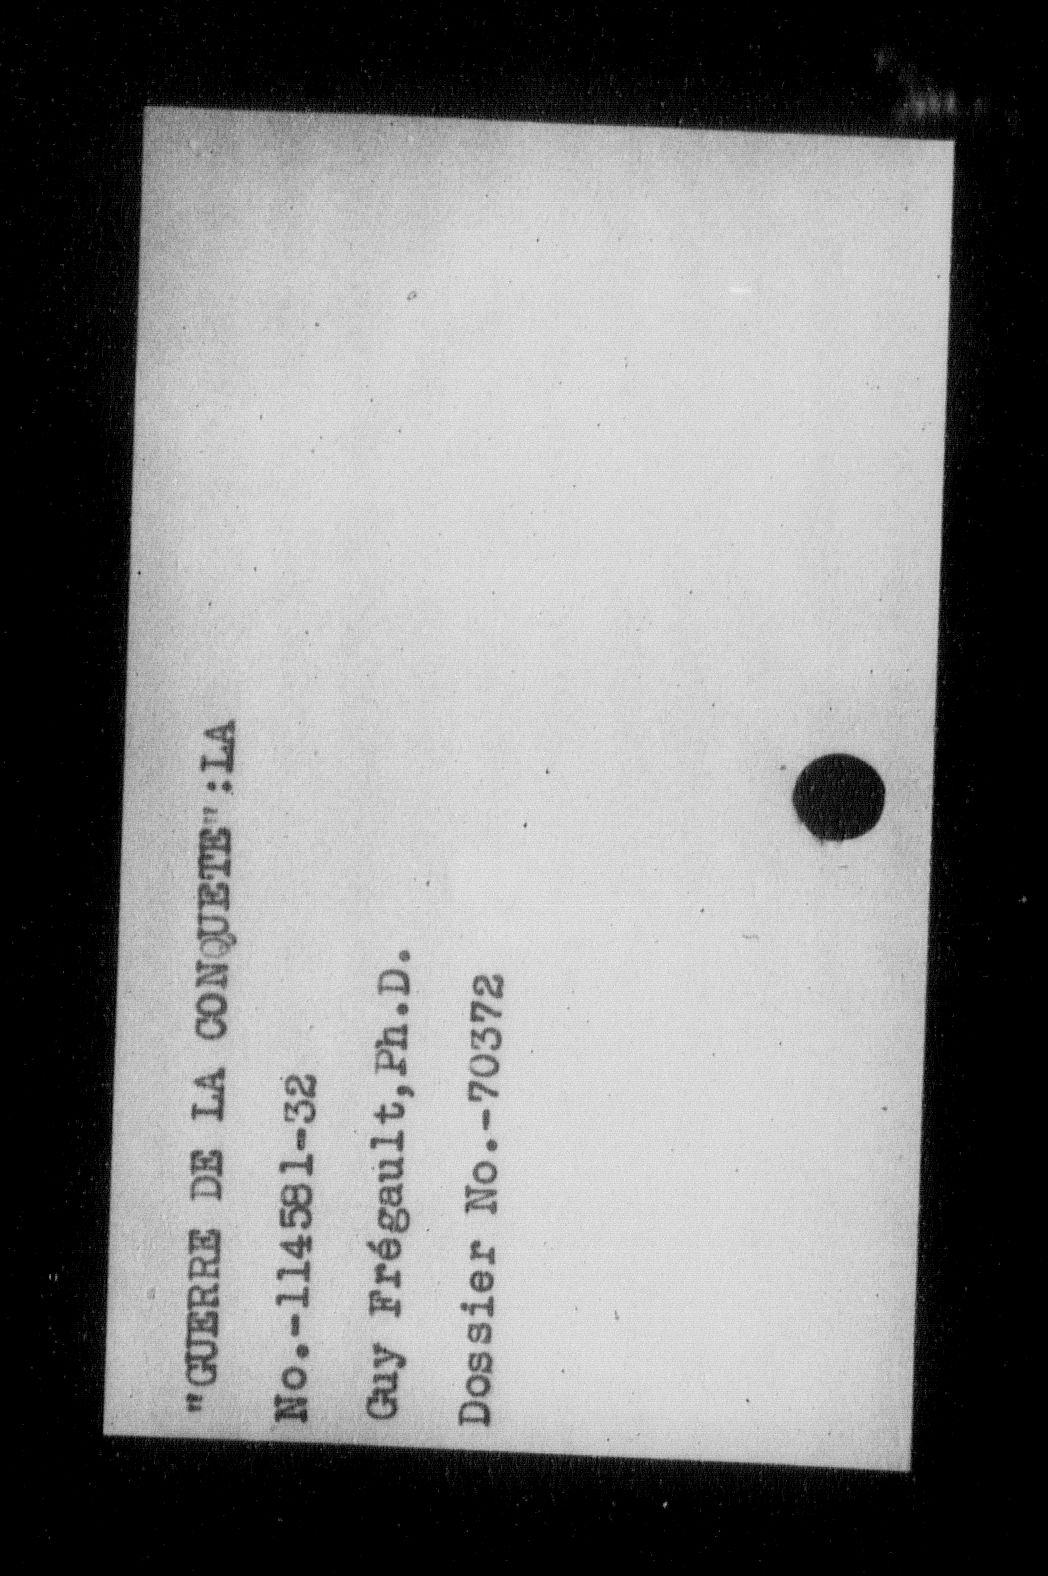 "GUERRE DE LA CONQUETE":LA
No.-114581-32
Guy Frégault,Ph.D.
Dossier No.-70372